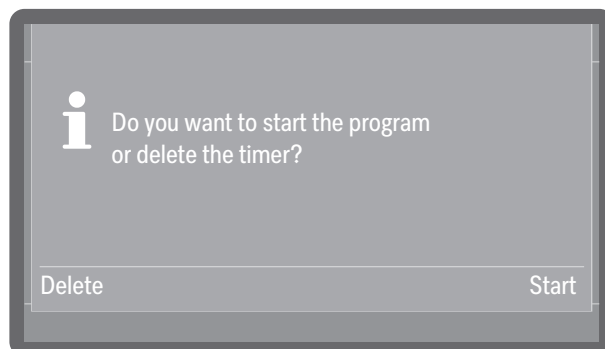 Do you want to start the program
or delete the timer?
Delete
Start